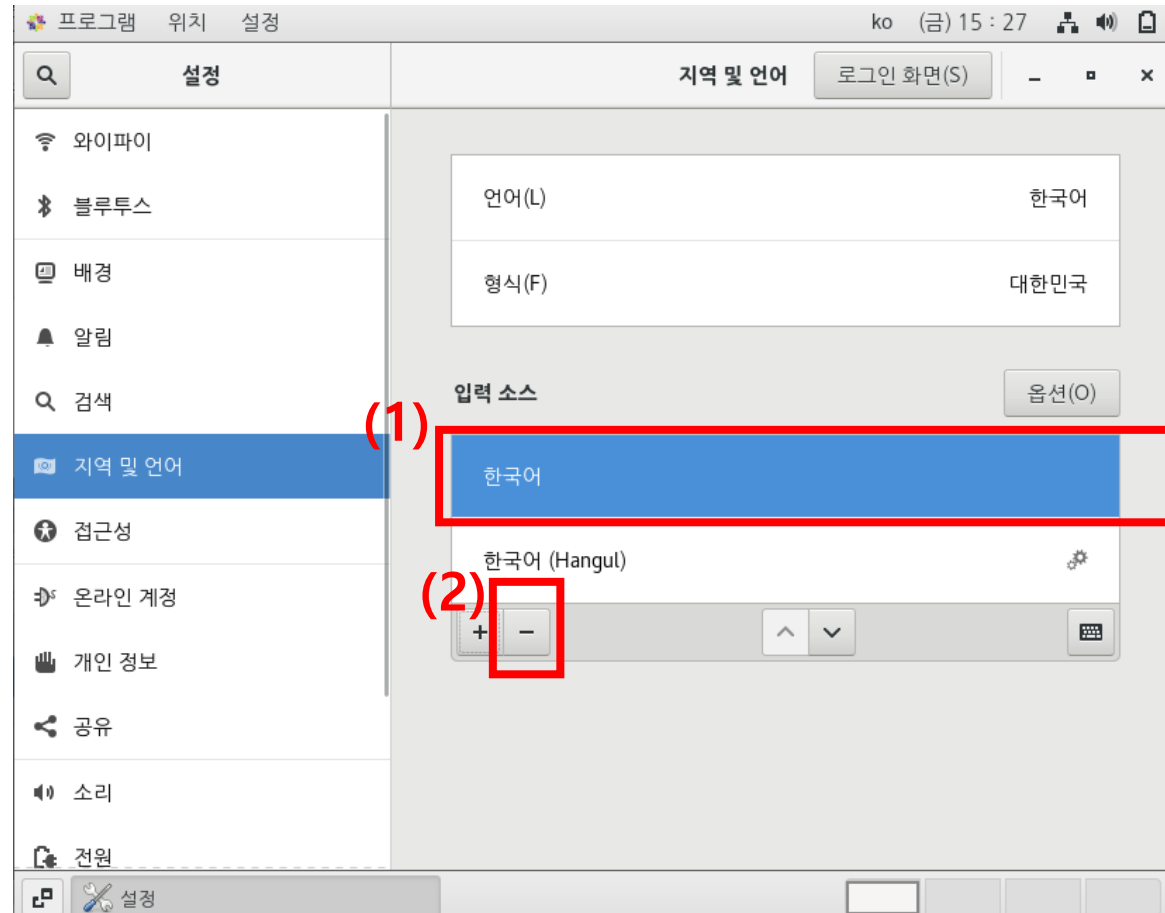 프로그램 위치 설정 ko (금) 15 : 27
설정 지역 및 언어 로그인 화면(S)
와이파이
블루투스
배경
알림
검색
지역 및 언어
접근성
온라인 계정
개인 정보
공유
소리
전원
언어(L) 한국어
형식(F) 대한민국
입력 소스 옵션(O)
(1)
한국어
한국어 (Hangul)
(2)
설정